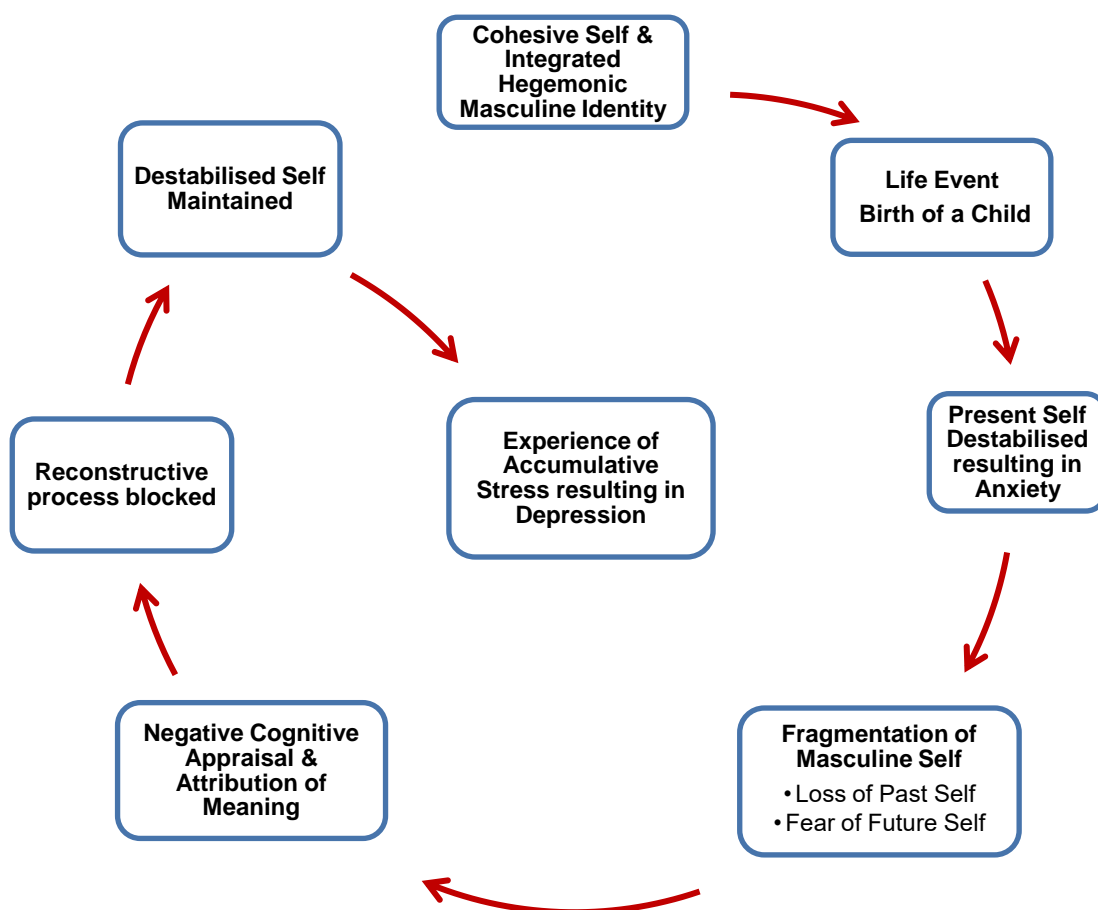 Cohesive Self &
Integrated
Hegemonic
Masculine Identity
Life Event
Birth of a Child
Present Self
Destabilised
resulting in
Anxiety
Fragmentation of
Masculine Self
• Loss of Past Self
• Fear of Future Self
Negative Cognitive
Appraisal &
Attribution of
Meaning
Reconstructive
process blocked
Destabilised Self
Maintained
Experience of
Accumulative
Stress resulting in
Depression